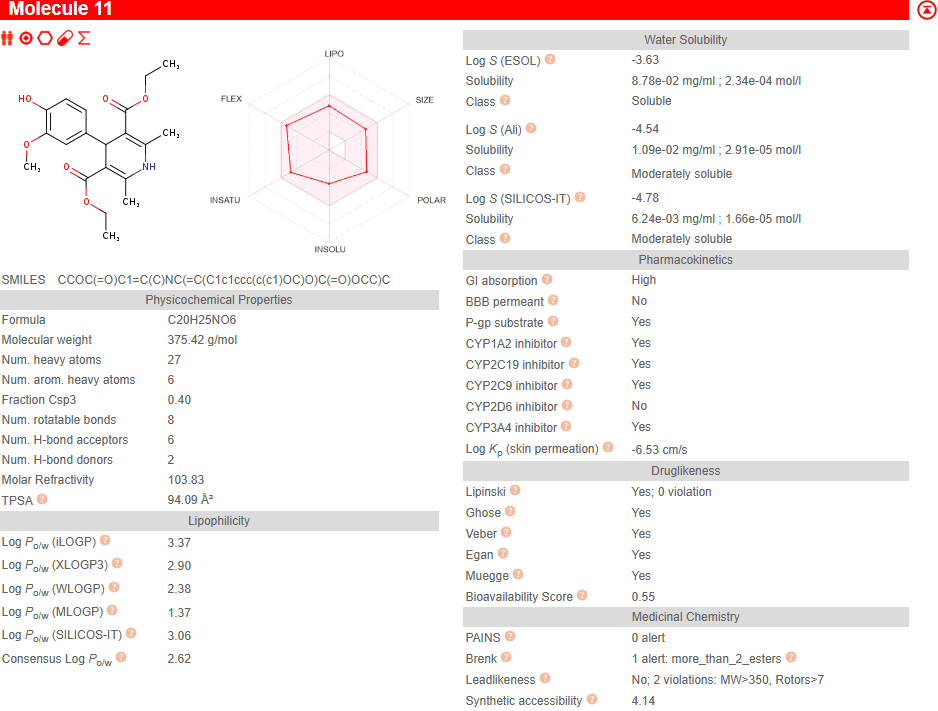 Molecule 11
LIPO
SIZE
POLAR
INSOLU
INSATU
FLEX
CH₃
O
O
HO
CH₃
O
CH₃
O
NH
O
CH₃
CH₃
SMILES CCOC(=O)C1=C(C)NC(=C(C1c1ccc(c(c1)OC)O)C(=O)OCC)C
Physicochemical Properties
Formula C20H25NO6
Molecular weight 375.42 g/mol
Num. heavy atoms 27
Num. arom. heavy atoms 6
Fraction Csp3 0.40
Num. rotatable bonds 8
Num. H-bond acceptors 6
Num. H-bond donors 2
Molar Refractivity 103.83
TPSA ? 94.09 Å²
Lipophilicity
Log Po/w (iLOGP) ? 3.37
Log Po/w (XLOGP3) ? 2.90
Log Po/w (WLOGP) ? 2.38
Log Po/w (MLOGP) ? 1.37
Log Po/w (SILICOS-IT) ? 3.06
Consensus Log Po/w ? 2.62
Water Solubility
Log S (ESOL) ? -3.63
Solubility 8.78e-02 mg/ml ; 2.34e-04 mol/l
Class ? Soluble
Log S (Ali) ? -4.54
Solubility 1.09e-02 mg/ml ; 2.91e-05 mol/l
Class ? Moderately soluble
Log S (SILICOS-IT) ? -4.78
Solubility 6.24e-03 mg/ml ; 1.66e-05 mol/l
Class ? Moderately soluble
Pharmacokinetics
GI absorption ? High
BBB permeant ? No
P-gp substrate ? Yes
CYP1A2 inhibitor ? Yes
CYP2C19 inhibitor ? Yes
CYP2C9 inhibitor ? Yes
CYP2D6 inhibitor ? No
CYP3A4 inhibitor ? Yes
Log Kp (skin permeation) ? -6.53 cm/s
Druglikeness
Lipinski ? Yes; 0 violation
Ghose ? Yes
Veber ? Yes
Egan ? Yes
Muegge ? Yes
Bioavailability Score ? 0.55
Medicinal Chemistry
PAINS ? 0 alert
Brenk ? 1 alert: more_than_2_esters ?
Leadlikeness ? No; 2 violations: MW>350, Rotors>7
Synthetic accessibility ? 4.14